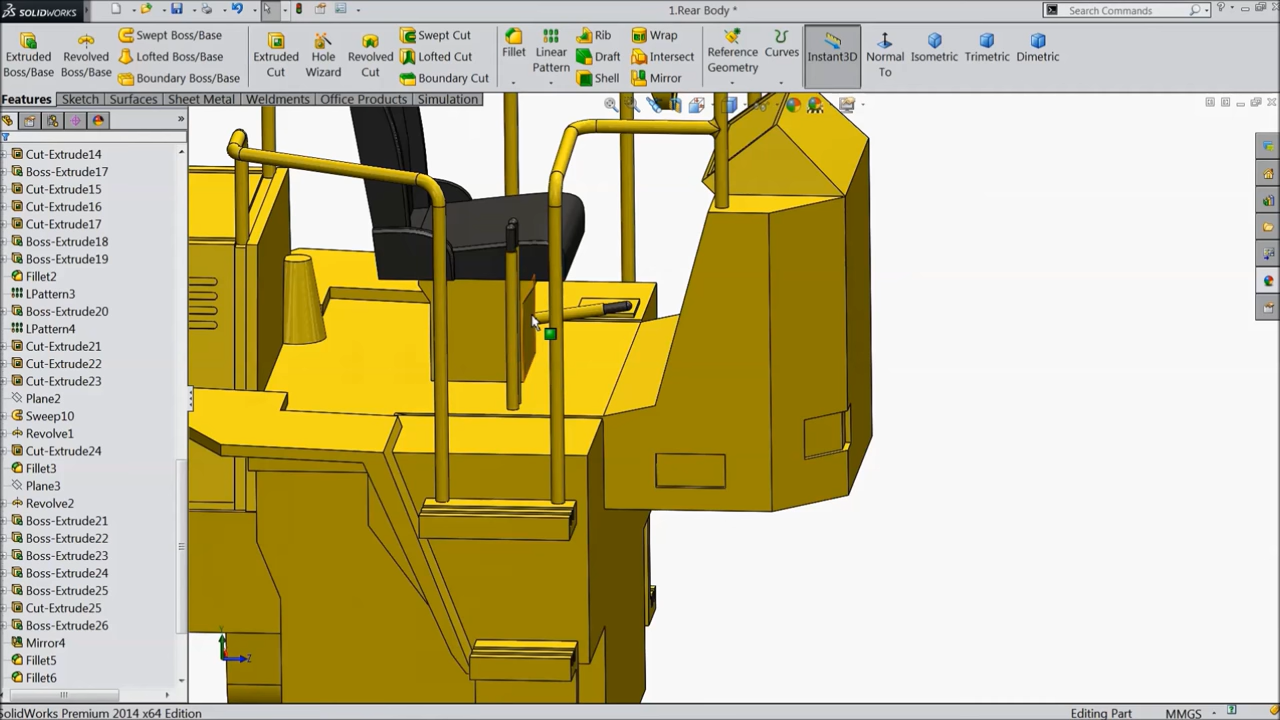 SOLIDWORKS
1.Rear Body *
Search Commands
Extruded Boss/Base
Revolved Boss/Base
Swept Boss/Base
Lofted Boss/Base
Boundary Boss/Base
Extruded Cut
Hole Wizard
Revolved Cut
Swept Cut
Lofted Cut
Boundary Cut
Fillet
Linear Pattern
Rib
Draft
Shell
Wrap
Intersect
Mirror
Reference Geometry
Curves
Instant3D
Normal To
Isometric
Trimetric
Dimetric
Features Sketch Surfaces Sheet Metal Weldments Office Products Simulation
Cut-Extrude14
Boss-Extrude17
Cut-Extrude15
Cut-Extrude16
Cut-Extrude17
Boss-Extrude18
Boss-Extrude19
Fillet2
LPattern3
Boss-Extrude20
LPattern4
Cut-Extrude21
Cut-Extrude22
Cut-Extrude23
Plane2
Sweep10
Revolve1
Cut-Extrude24
Fillet3
Plane3
Revolve2
Boss-Extrude21
Boss-Extrude22
Boss-Extrude23
Boss-Extrude24
Boss-Extrude25
Cut-Extrude25
Boss-Extrude26
Mirror4
Fillet5
Fillet6
Y
Z
SolidWorks Premium 2014 x64 Edition
Editing Part
MMGS